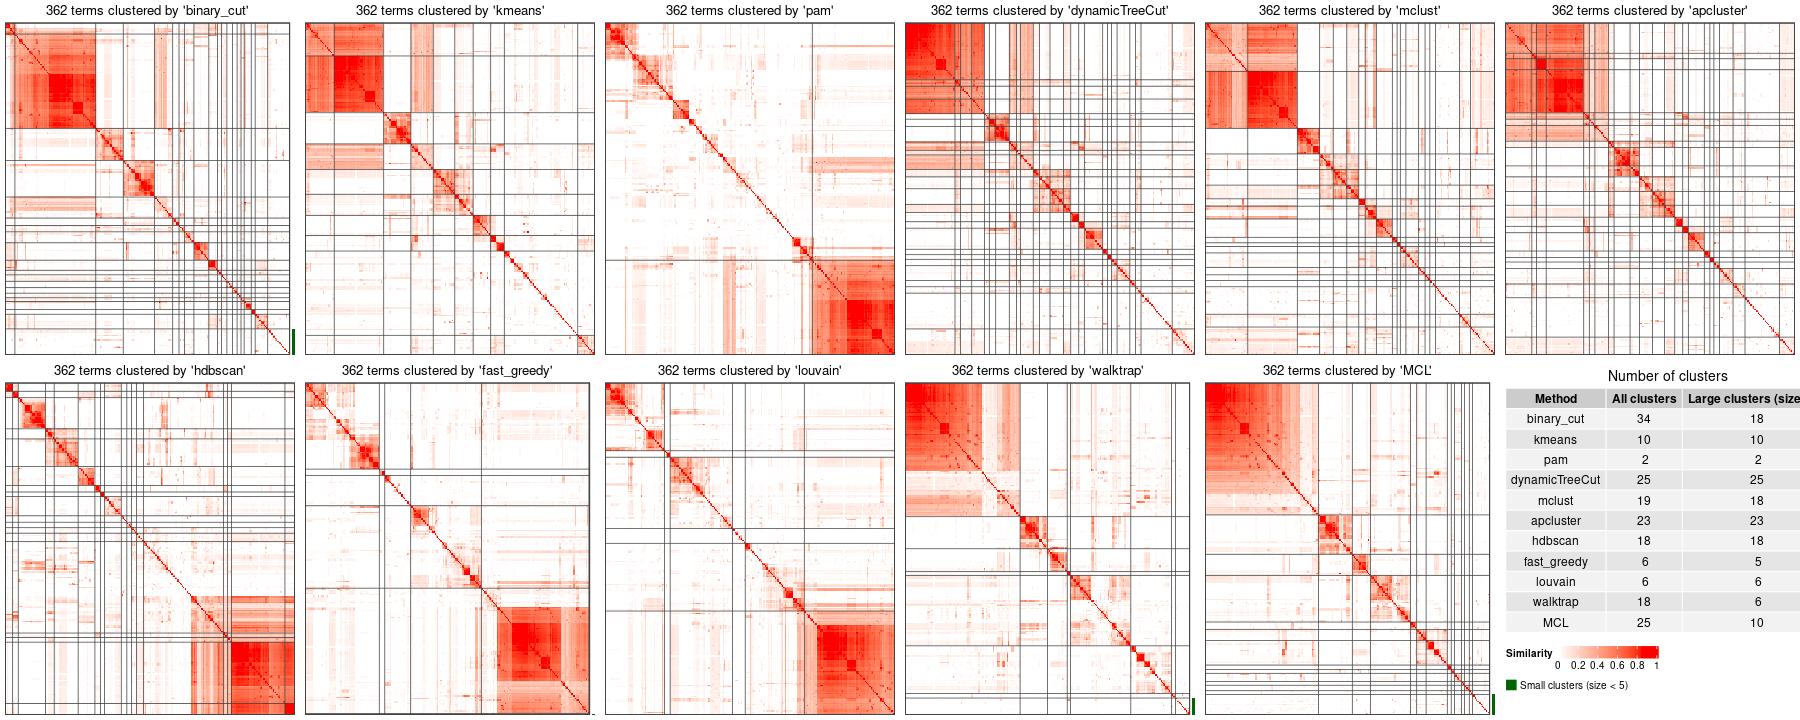 362 terms clustered by 'binary_cut'
362 terms clustered by 'kmeans'
362 terms clustered by 'pam'
362 terms clustered by 'dynamicTreeCut'
362 terms clustered by 'mclust'
362 terms clustered by 'apcluster'
362 terms clustered by 'hdbscan'
362 terms clustered by 'fast_greedy'
362 terms clustered by 'louvain'
362 terms clustered by 'walktrap'
362 terms clustered by 'MCL'
Number of clusters
Method All clusters Large clusters (size
binary_cut 34 18
kmeans 10 10
pam 2 2
dynamicTreeCut 25 25
mclust 19 18
apcluster 23 23
hdbscan 18 18
fast_greedy 6 5
louvain 6 6
walktrap 18 6
MCL 25 10
Similarity
0 0.2 0.4 0.6 0.8 1
Small clusters (size < 5)